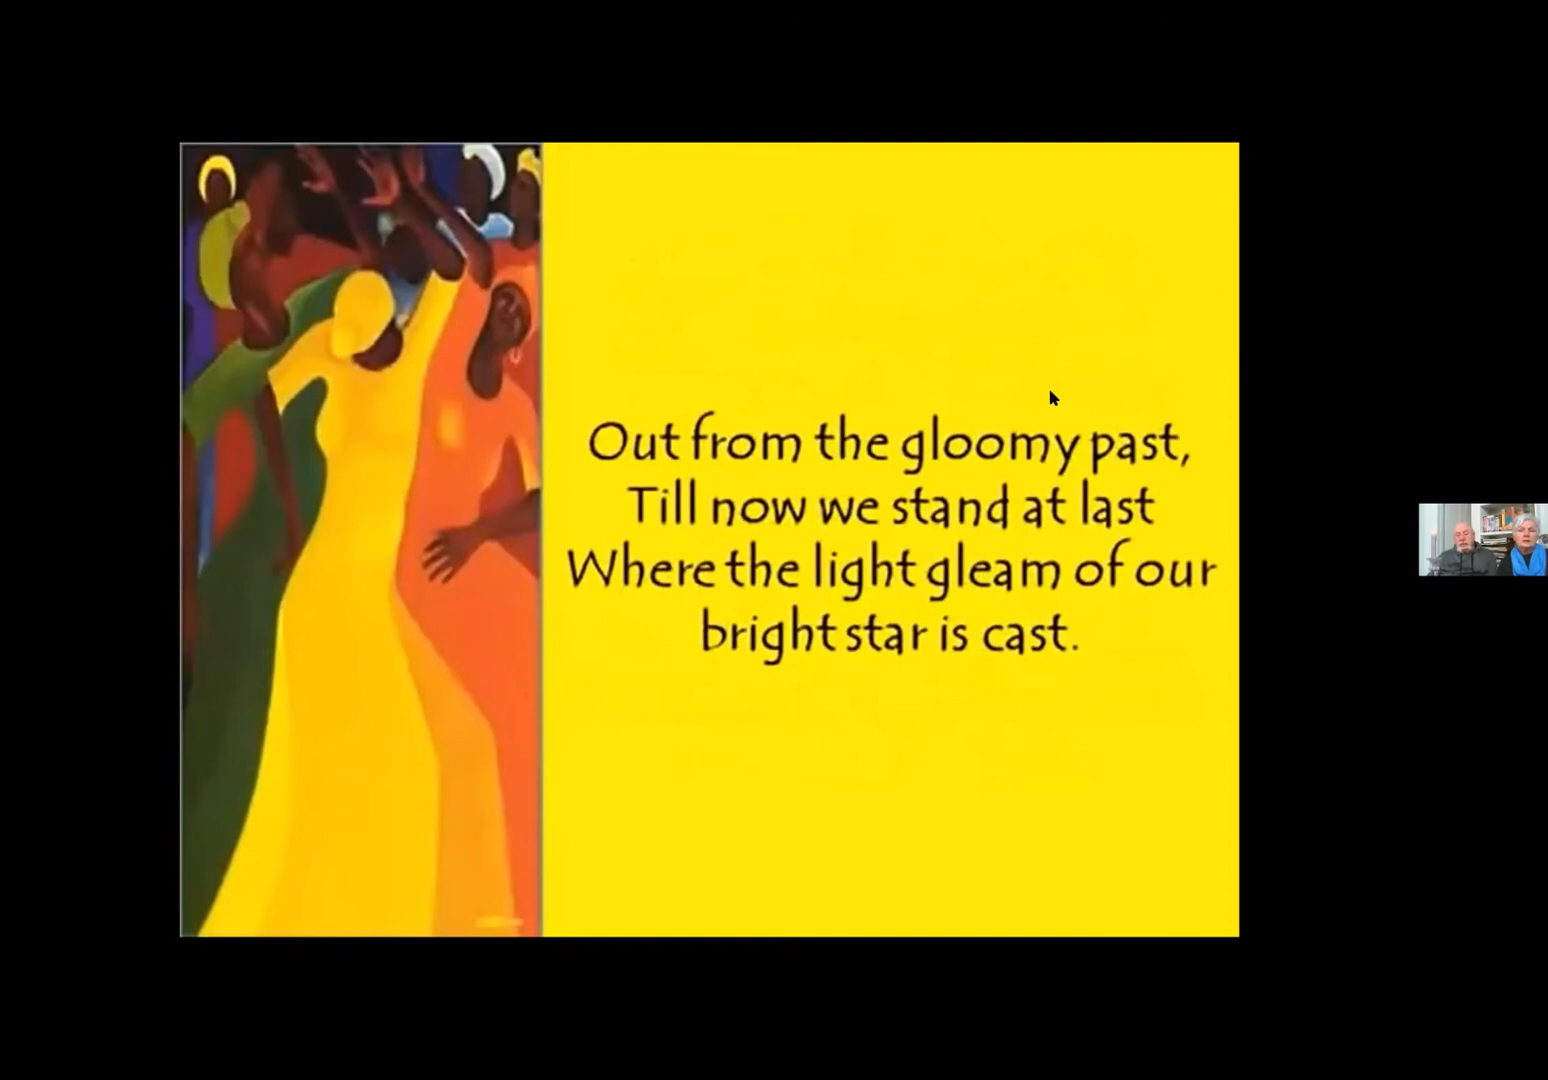 Out from the gloomy past,
Till now we stand at last
Where the light gleam of our
bright star is cast.